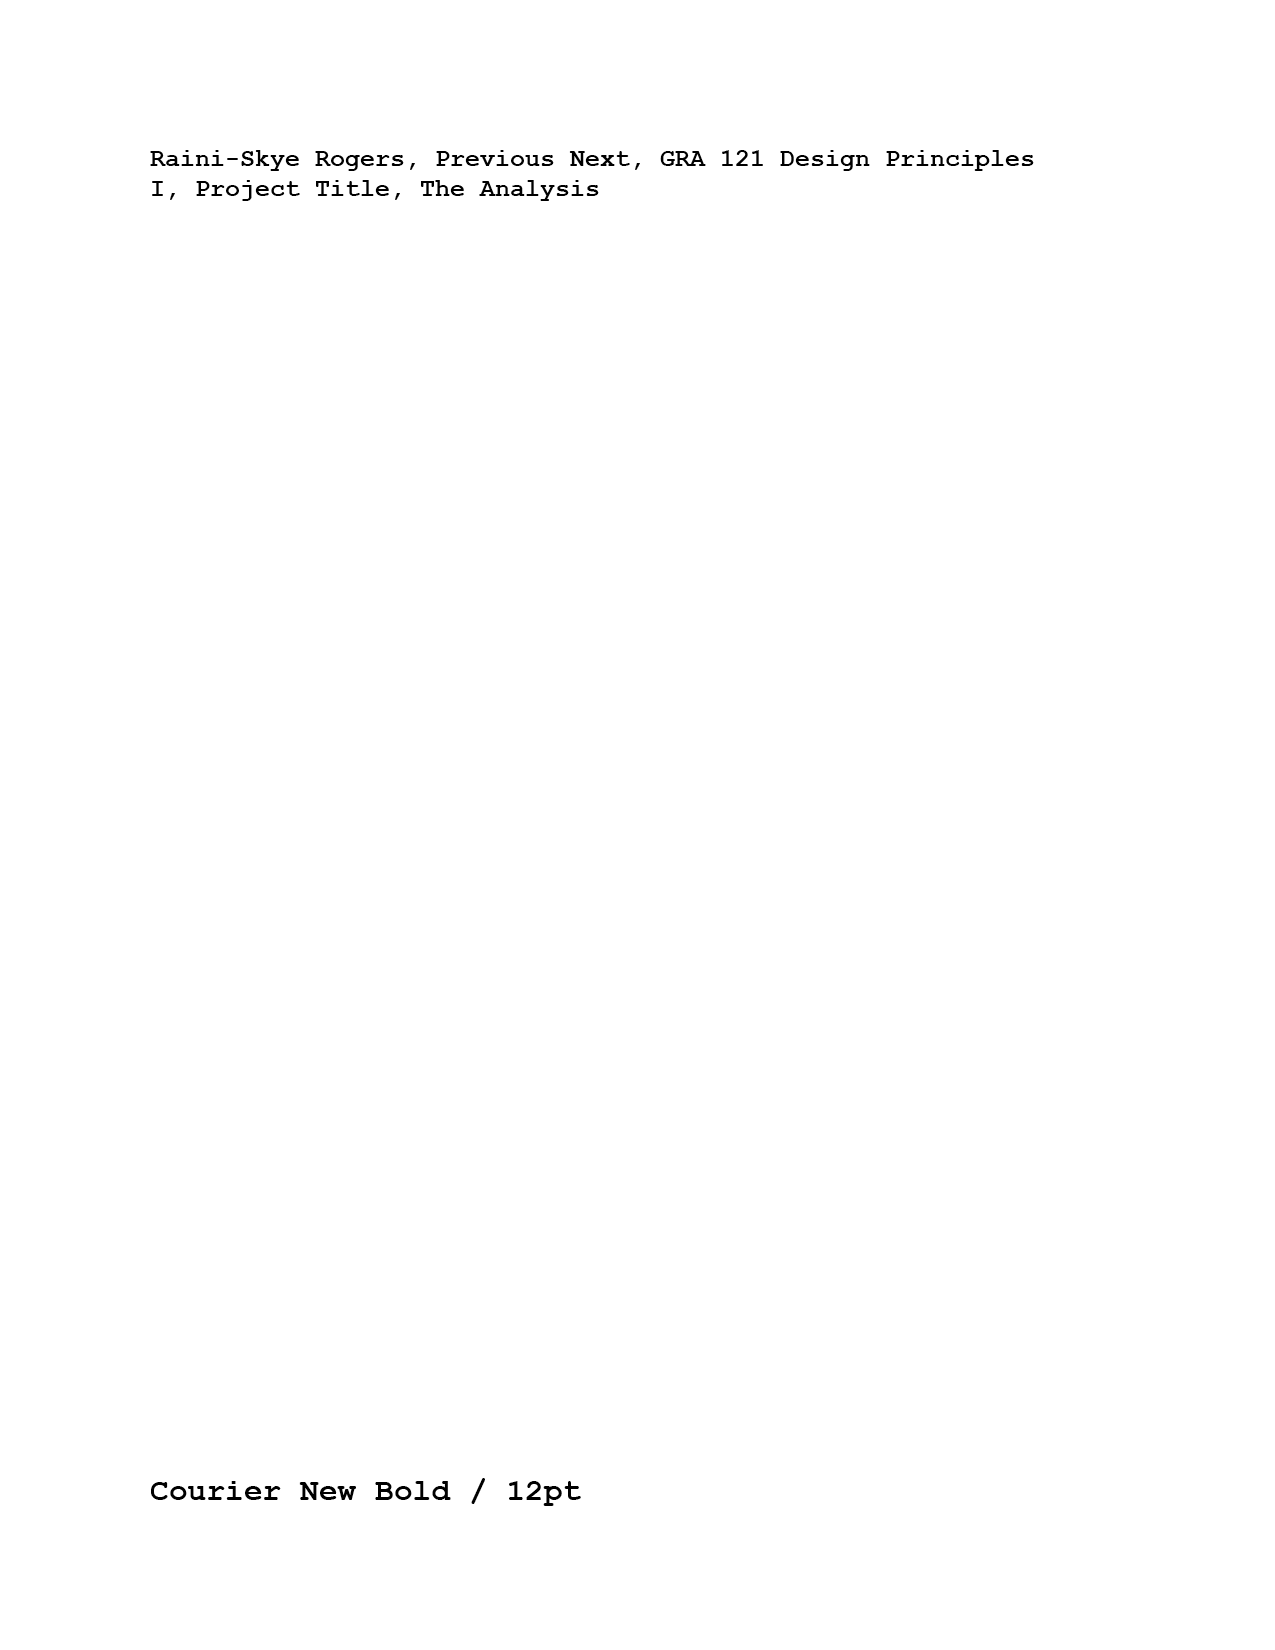 Raini-Skye Rogers, Previous Next, GRA 121 Design Principles
I, Project Title, The Analysis
Courier New Bold / 12pt